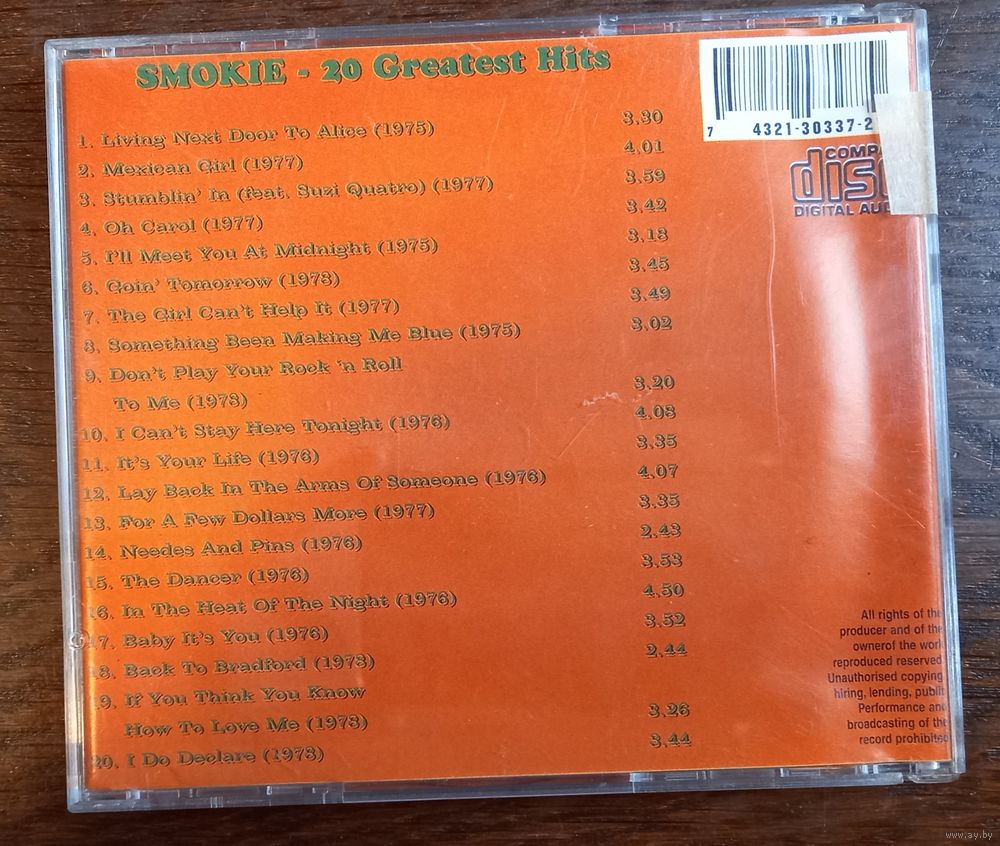 SMOKIE - 20 Greatest Hits
1. Living Next Door To Alice (1975) 3.30
2. Mexican Girl (1977) 4.01
3. Stumblin' In (feat. Suzi Quatro) (1977) 3.59
4. Oh Carol (1977) 3.42
5. I'll Meet You At Midnight (1975) 3.18
6. Goin' Tomorrow (1978) 3.45
7. The Girl Can't Help It (1977) 3.49
8. Something Been Making Me Blue (1975) 3.02
9. Don't Play Your Rock 'n Roll
To Me (1978) 3.20
10. I Can't Stay Here Tonight (1976) 4.08
11. It's Your Life (1976) 3.35
12. Lay Back In The Arms Of Someone (1976) 4.07
13. For A Few Dollars More (1977) 3.35
14. Needes And Pins (1976) 2.43
15. The Dancer (1976) 3.53
16. In The Heat Of The Night (1976) 4.50
17. Baby It's You (1976) 3.52
18. Back To Bradford (1978) 2.44
19. If You Think You Know
How To Love Me (1978) 3.26
20. I Do Declare (1978) 3.44
7 4321-30337-2
disc
DIGITAL
All rights of the
producer and of the
ownerof the work
reproduced reserved
Unauthorised copying,
hiring, lending, public
Performance and
broadcasting of the
record prohibited
www.ay.by